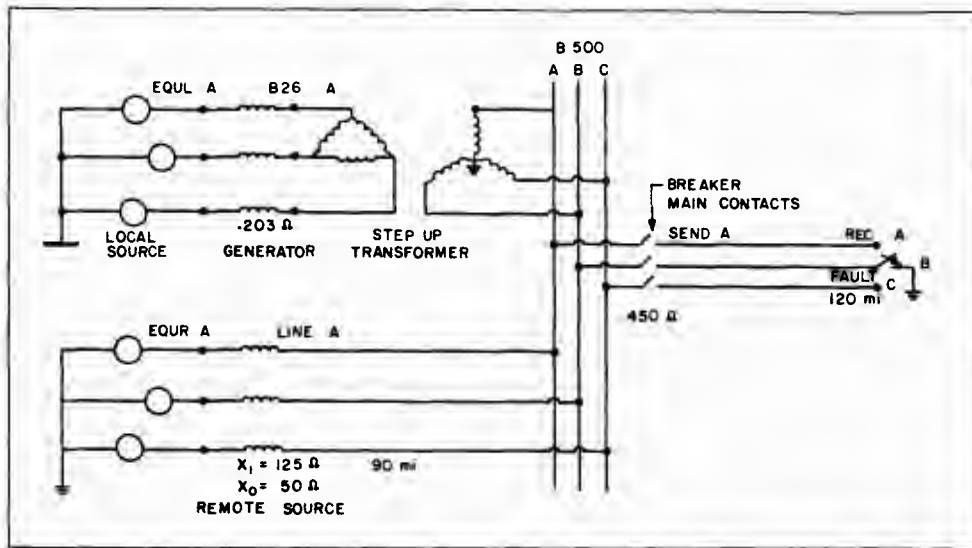 B 500
A B C
EQUL A B26 A
BREAKER
MAIN CONTACTS
SEND A REC A
B
FAULT
C
120 mi
.203 Ω
LOCAL
SOURCE
GENERATOR
STEP UP
TRANSFORMER
450 Ω
EQUR A LINE A
X₁ = 125 Ω
X₀ = 50 Ω
90 mi
REMOTE SOURCE